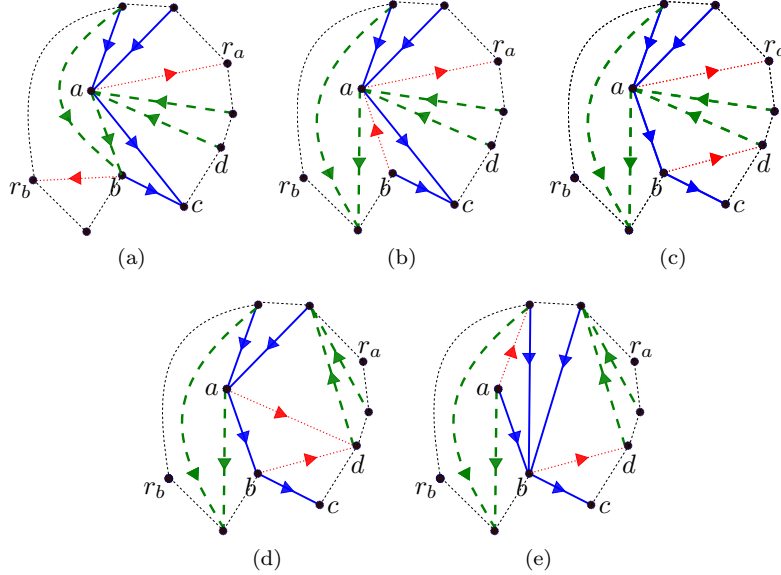 r_a r_a r_a
a a a
d d d
b b b
r_b r_b r_b
c c c
(a) (b) (c)
r_a r_a
a a
d d
r_b b r_b b
c c
(d) (e)